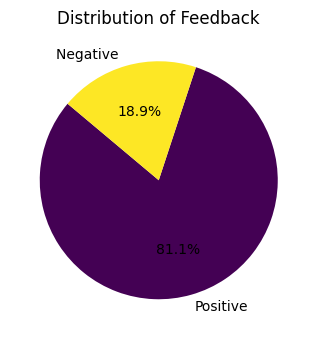 Distribution of Feedback
Negative
18.9%
81.1%
Positive